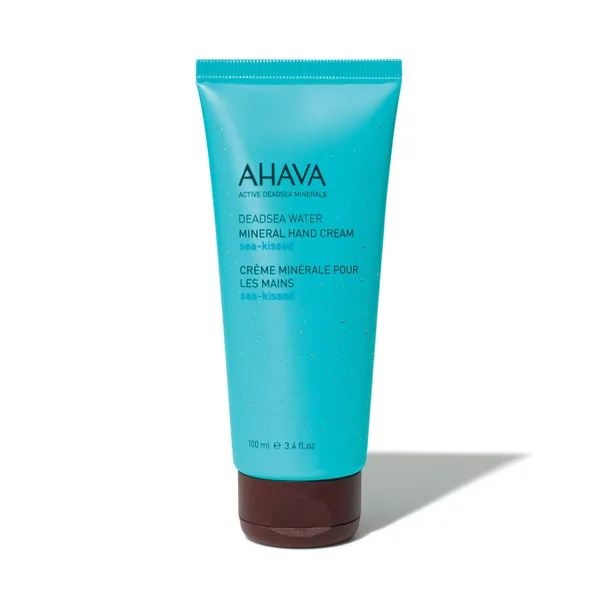 AHAVA
ACTIVE DEADSEA MINERALS
DEADSEA WATER
MINERAL HAND CREAM
sea-kissed
CRÈME MINÉRALE POUR
LES MAINS
sea-kissed
100 ml ℮ 3.4 fl.oz